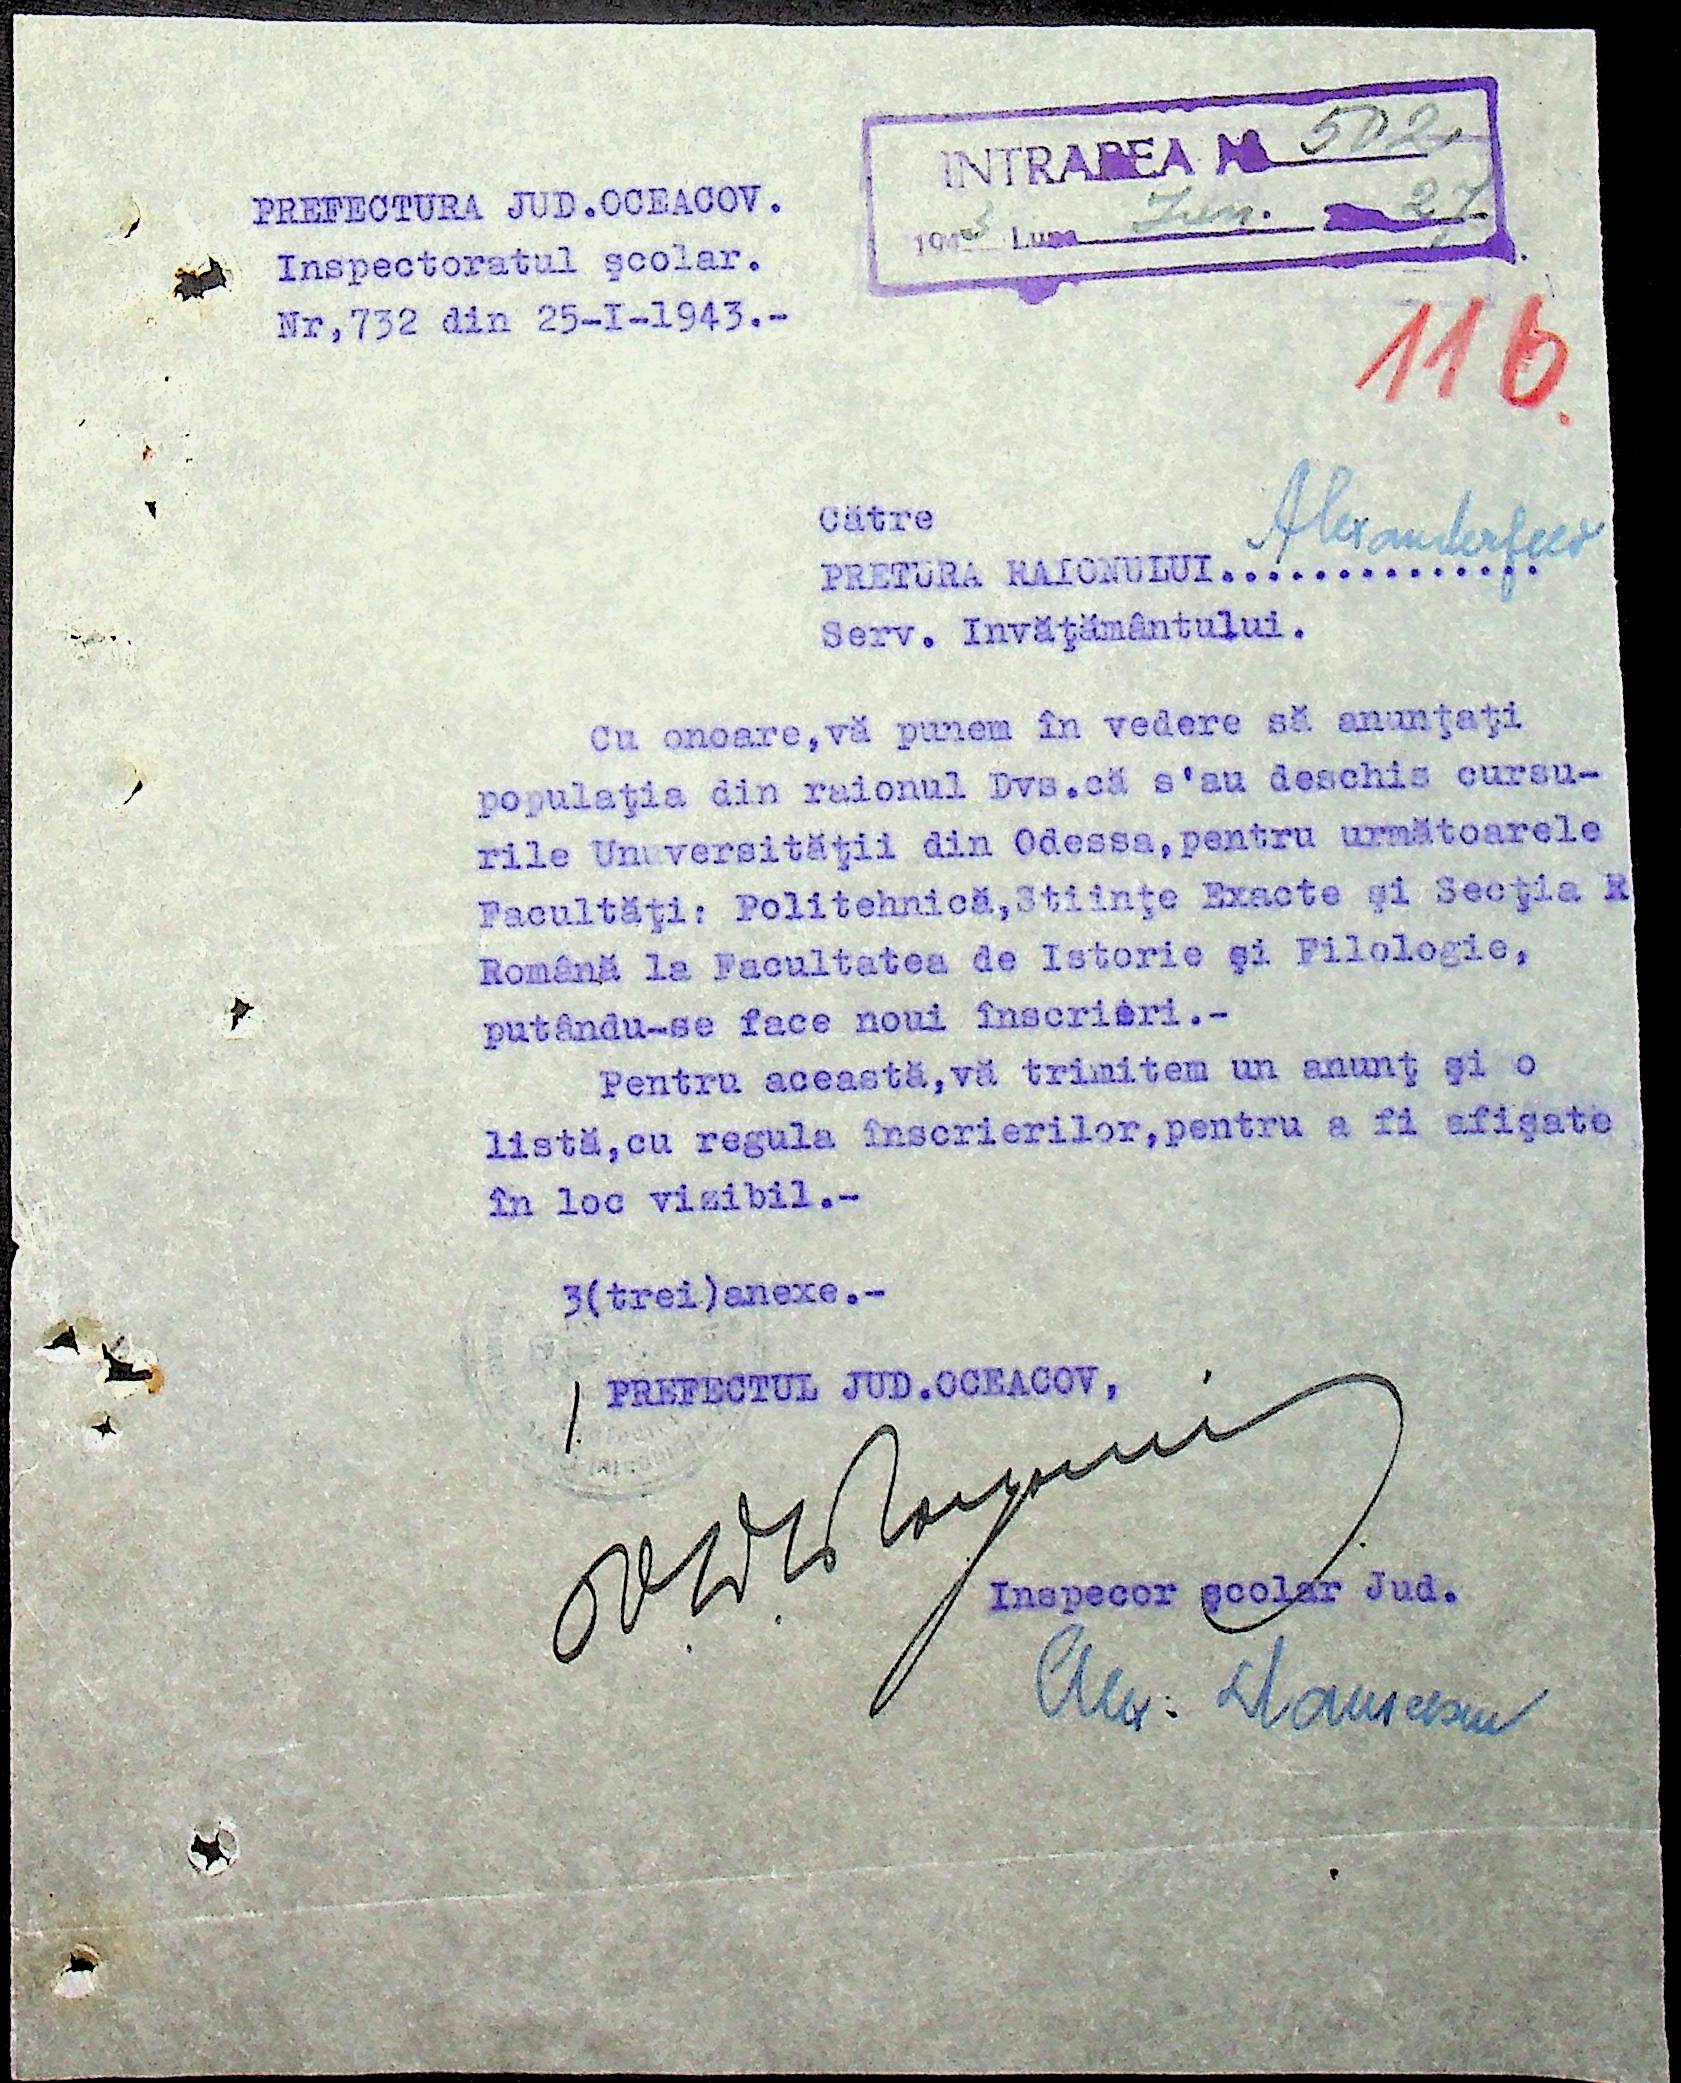 INTRAREA № 502
1943 Luna Ian. 27
PREFECTURA JUD.OCEACOV.
Inspectoratul şcolar.
Nr,732 din 25-I-1943.-
116.
Către
Alexanderfeld
PRETURA RAIONULUI...............
Serv. Invăţământului.
Cu onoare,vă punem în vedere să anunţaţi
populaţia din raionul Dvs.că s'au deschis cursu-
rile Unuversităţii din Odessa,pentru următoarele
Facultăţi: Politehnică,Stiinţe Exacte şi Secţia R
Română la Facultatea de Istorie şi Filologie,
putându-se face noui înscrieri.-
Pentru această,vă trimitem un anunţ şi o
listă,cu regula înscrierilor,pentru a fi afişate
în loc vizibil.-
3(trei)anexe.-
PREFECTUL JUD.OCEACOV,
Inspecor şcolar Jud.
Alex.